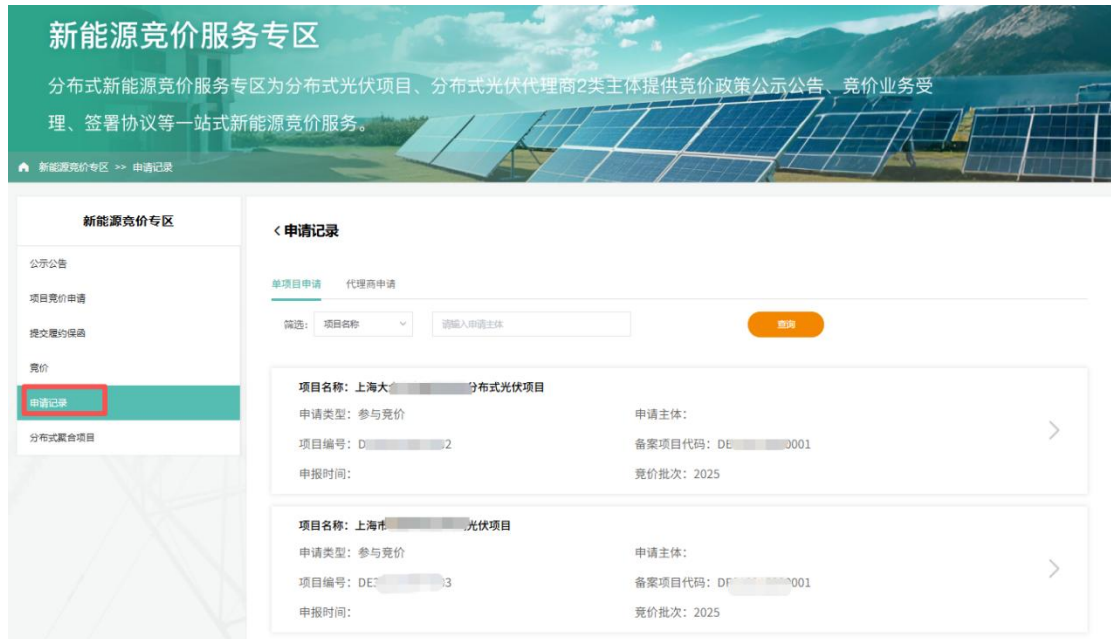 新能源竞价服务专区
分布式新能源竞价服务专区为分布式光伏项目、分布式光伏代理商2类主体提供竞价政策公示公告、竞价业务受
理、签署协议等一站式新能源竞价服务。
新能源竞价专区 >> 申请记录
新能源竞价专区
公示公告
项目竞价申请
提交履约保函
竞价
申请记录
分布式聚合项目
申请记录
单项目申请 代理商申请
筛选: 项目名称 请输入申请主体 查询
项目名称: 上海大 分布式光伏项目
申请类型: 参与竞价 申请主体:
项目编号: D 2 备案项目代码: DE 0001
申报时间: 竞价批次: 2025
项目名称: 上海市 光伏项目
申请类型: 参与竞价 申请主体:
项目编号: DE 3 备案项目代码: DE 001
申报时间: 竞价批次: 2025